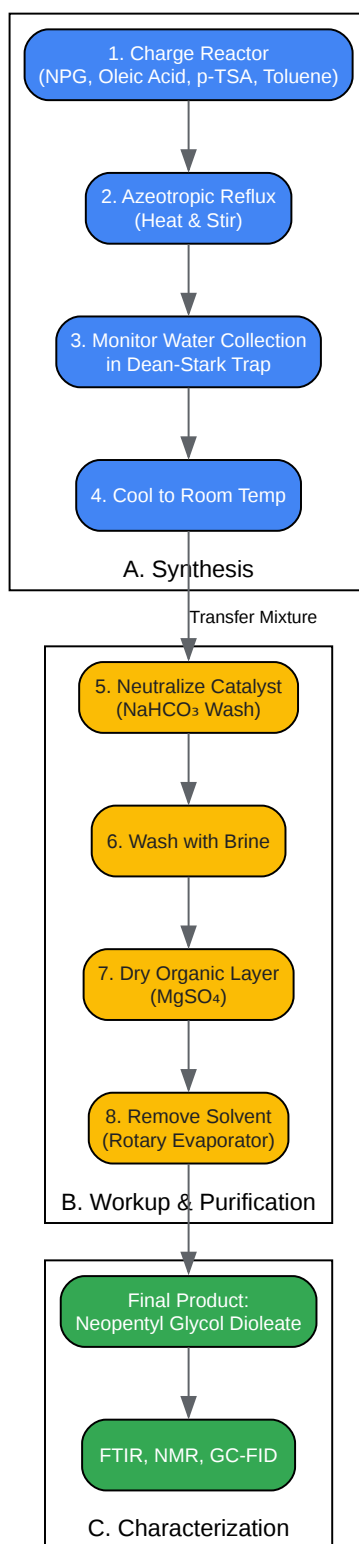 1. Charge Reactor
(NPG, Oleic Acid, p-TSA, Toluene)
2. Azeotropic Reflux
(Heat & Stir)
3. Monitor Water Collection
in Dean-Stark Trap
4. Cool to Room Temp
A. Synthesis
Transfer Mixture
5. Neutralize Catalyst
(NaHCO₃ Wash)
6. Wash with Brine
7. Dry Organic Layer
(MgSO₄)
8. Remove Solvent
(Rotary Evaporator)
B. Workup & Purification
Final Product:
Neopentyl Glycol Dioleate
FTIR, NMR, GC-FID
C. Characterization